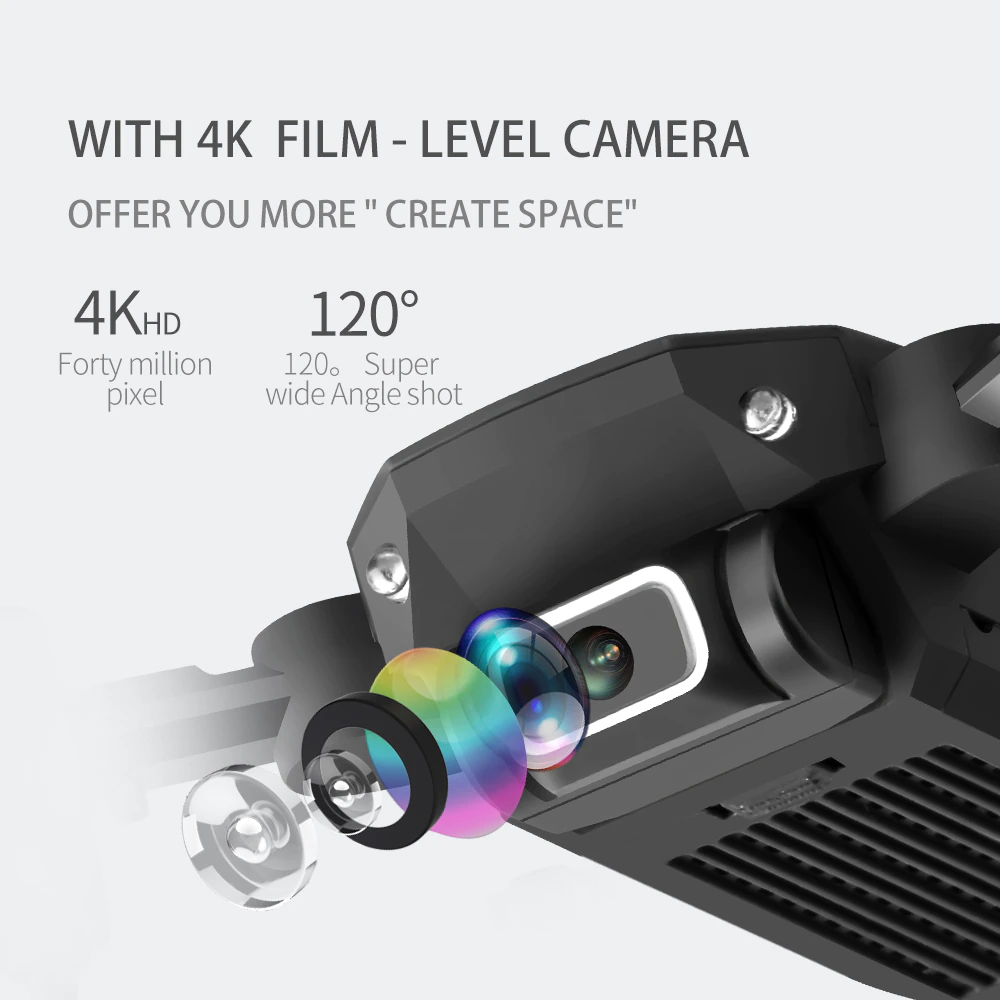 WITH 4K FILM - LEVEL CAMERA
OFFER YOU MORE " CREATE SPACE"
4KHD
Forty million
pixel
120°
120。 Super
wide Angle shot